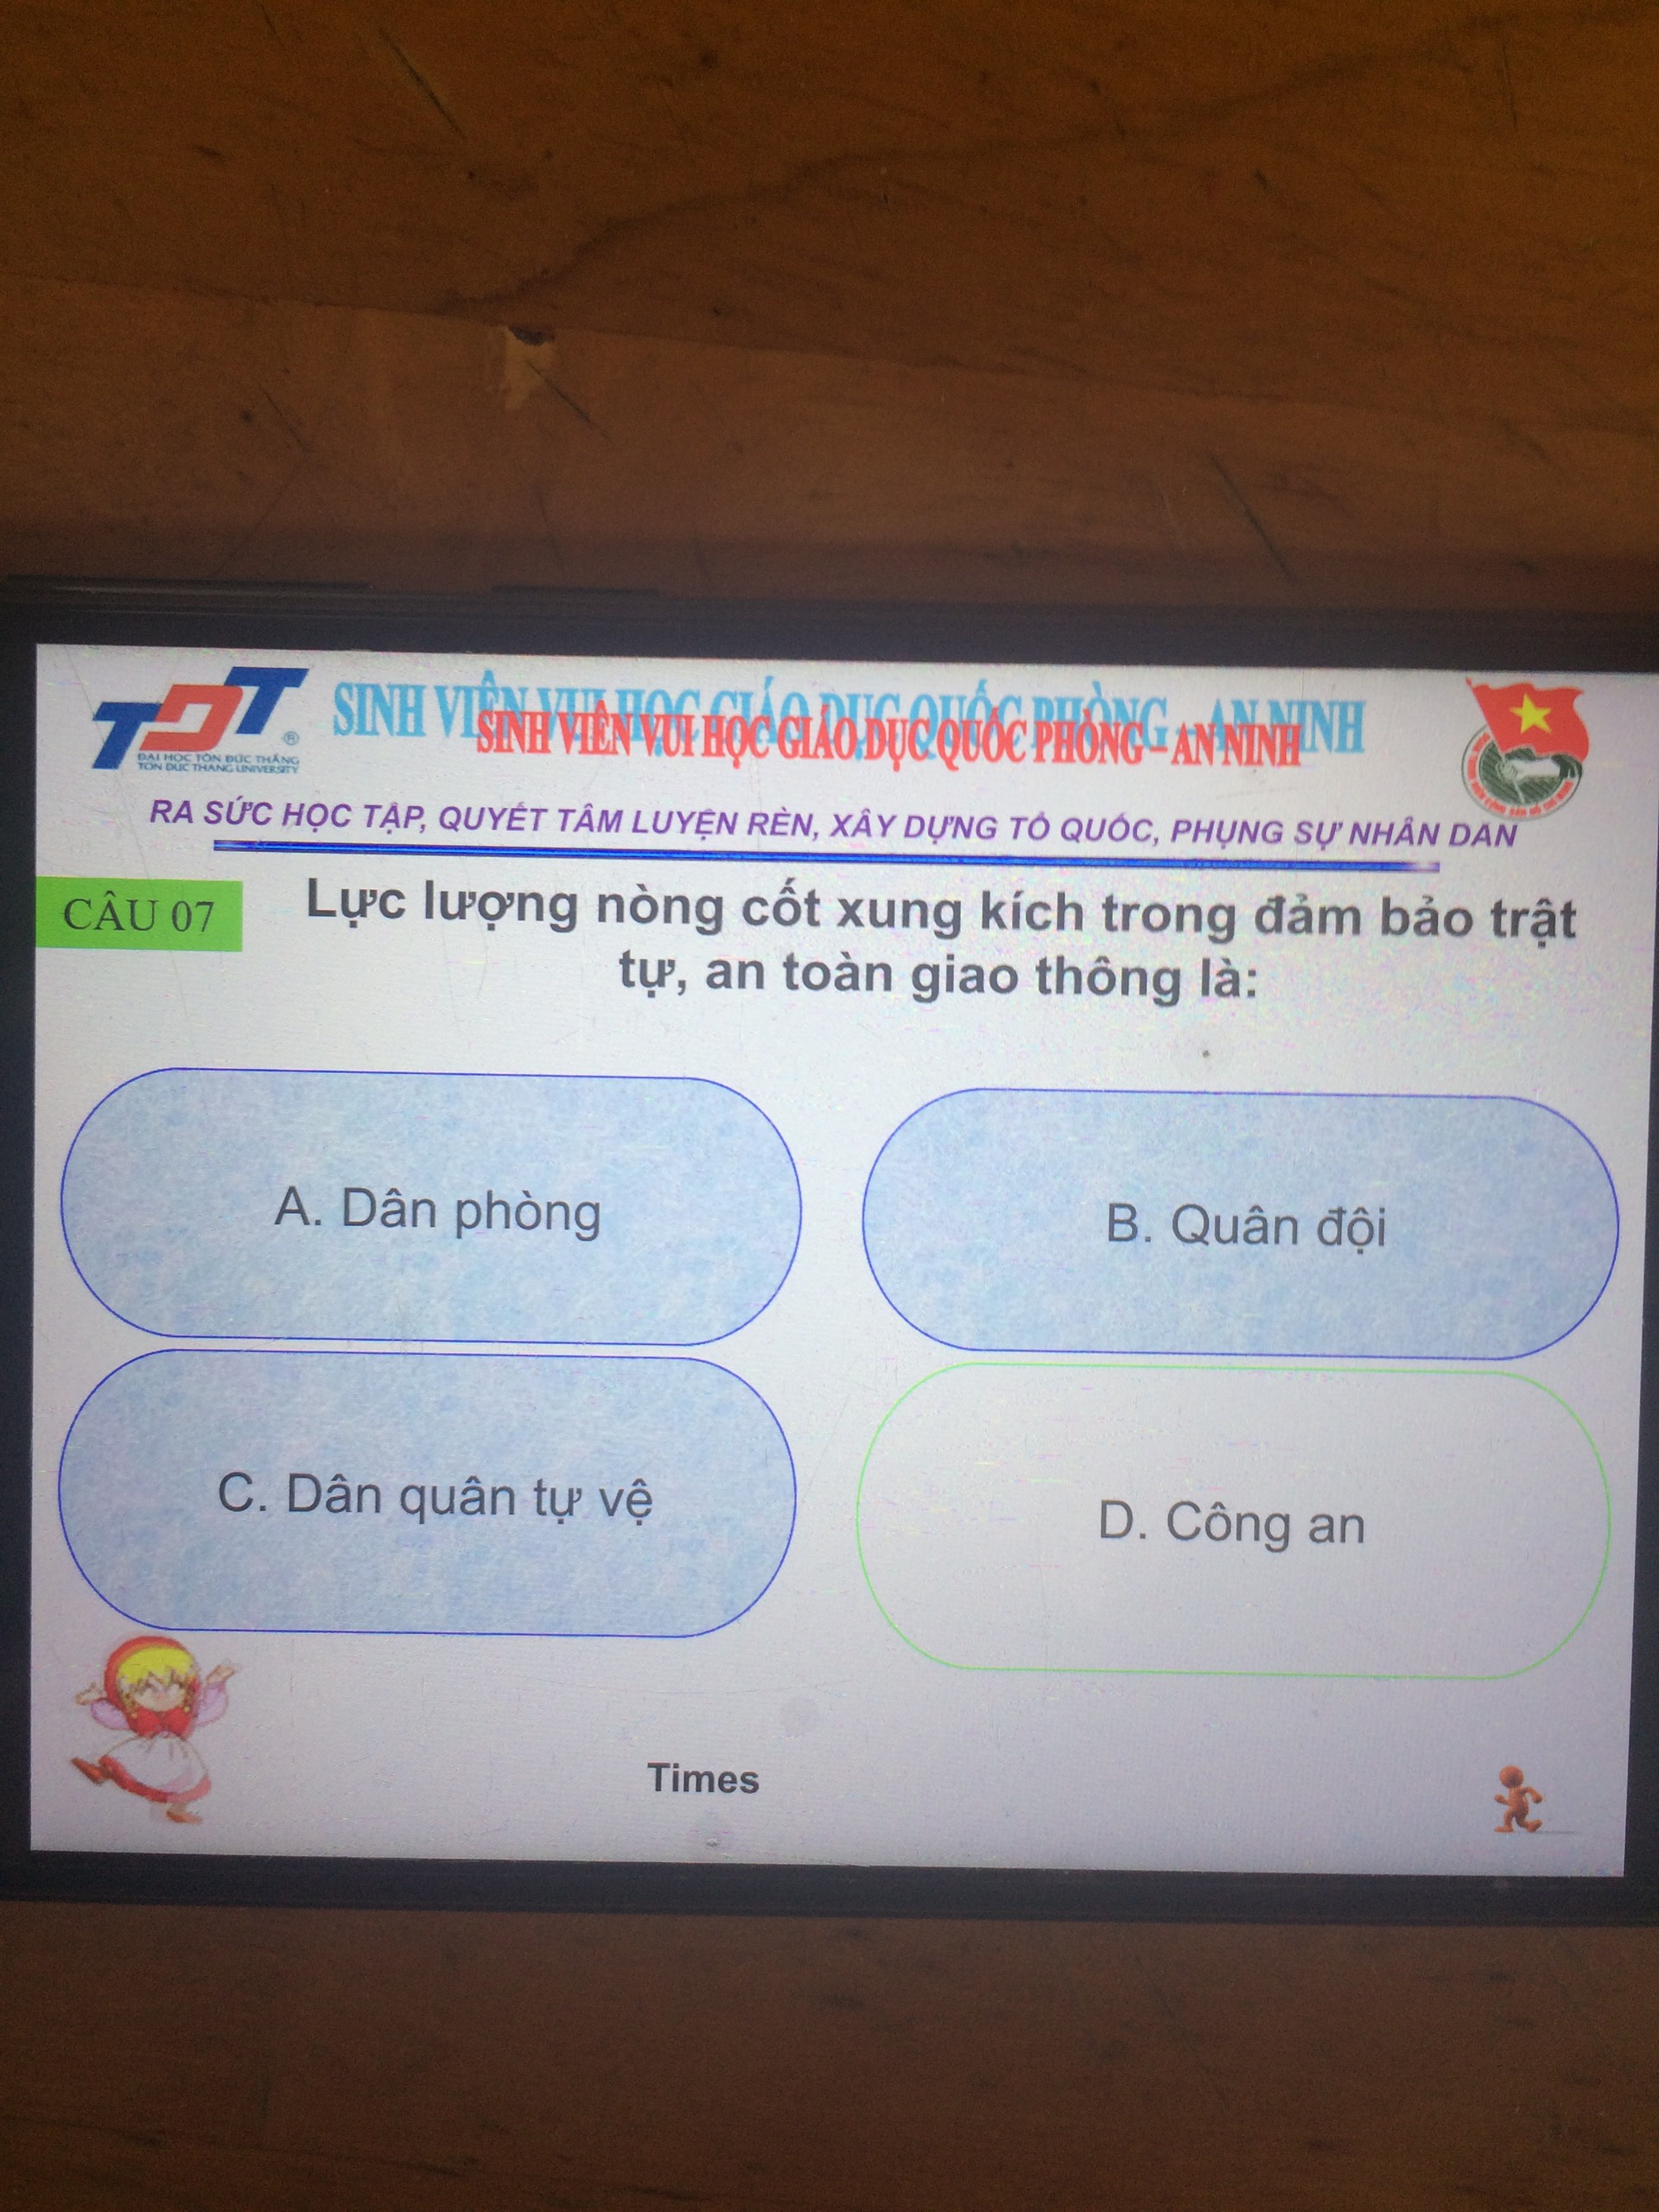 TDT ®
ĐẠI HỌC TÔN ĐỨC THẮNG
TON DUC THANG UNIVERSITY
SINH VIÊN VUI HỌC GIÁO DỤC QUỐC PHÒNG - AN NINH
SINH VIÊN VUI HỌC GIÁO DỤC QUỐC PHÒNG – AN NINH
RA SỨC HỌC TẬP, QUYẾT TÂM LUYỆN RÈN, XÂY DỰNG TỔ QUỐC, PHỤNG SỰ NHÂN DÂN
CÂU 07
Lực lượng nòng cốt xung kích trong đảm bảo trật
tự, an toàn giao thông là:
A. Dân phòng
B. Quân đội
C. Dân quân tự vệ
D. Công an
Times